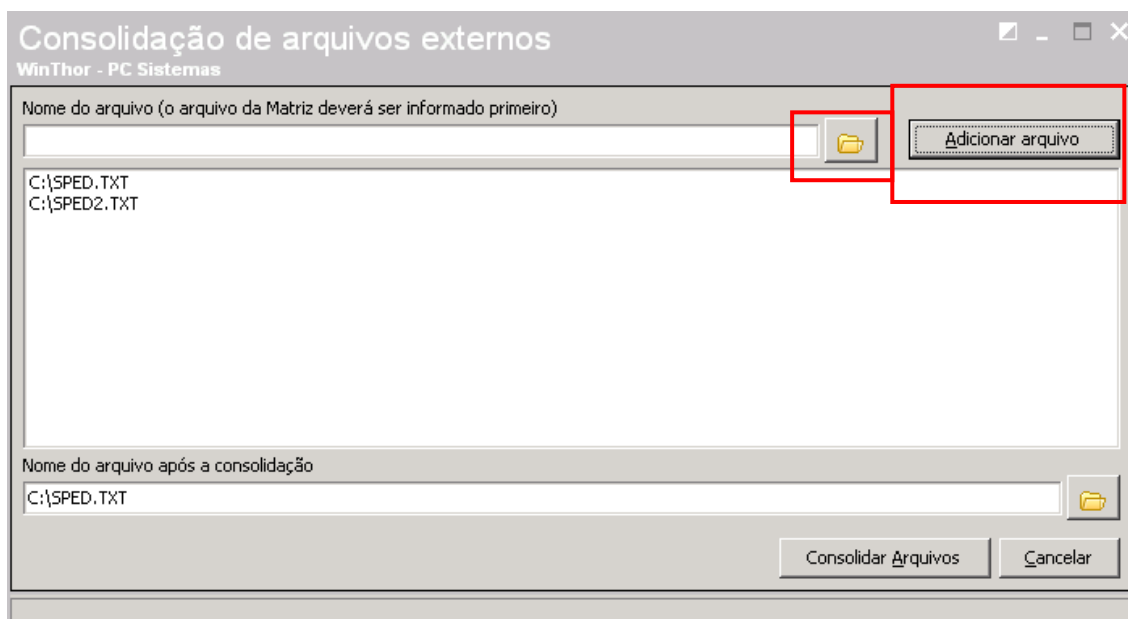 Consolidação de arquivos externos
WinThor - PC Sistemas
Nome do arquivo (o arquivo da Matriz deverá ser informado primeiro)
Adicionar arquivo
C:\SPED.TXT
C:\SPED2.TXT
Nome do arquivo após a consolidação
C:\SPED.TXT
Consolidar Arquivos Cancelar